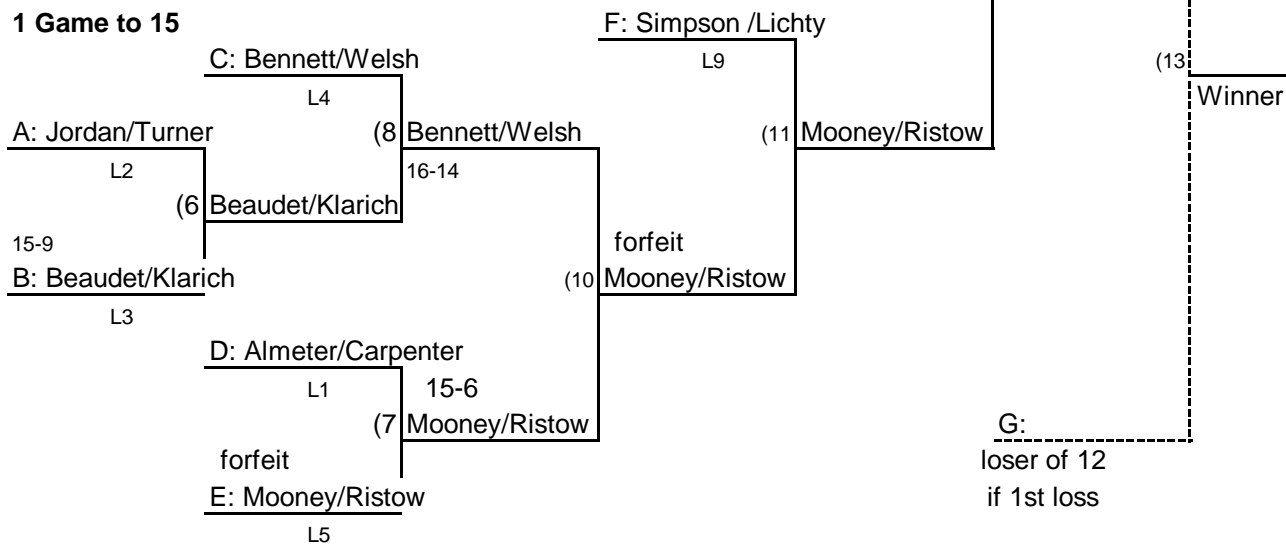 1 Game to 15
F: Simpson /Lichty
C: Bennett/Welsh
L9
(13
L4
Winner
A: Jordan/Turner
(8 Bennett/Welsh
(11 Mooney/Ristow
L2
16-14
(6 Beaudet/Klarich
15-9
forfeit
B: Beaudet/Klarich
(10 Mooney/Ristow
L3
D: Almeter/Carpenter
L1
15-6
(7 Mooney/Ristow
G:
forfeit
loser of 12
E: Mooney/Ristow
if 1st loss
L5